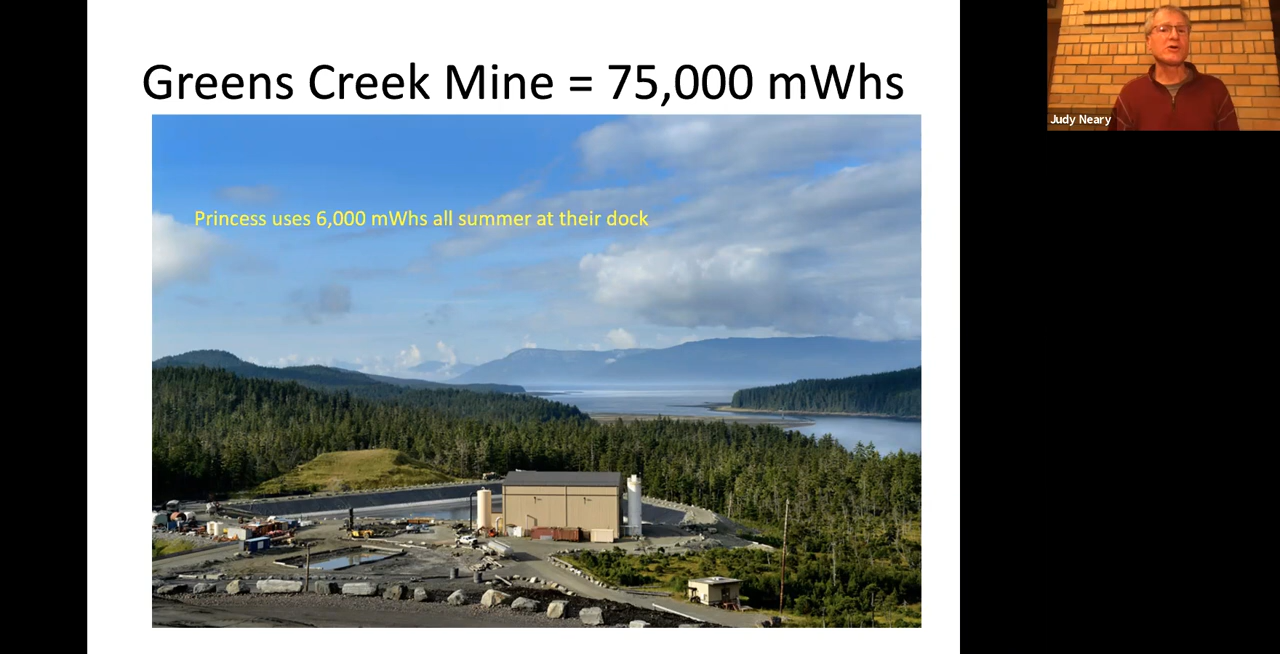 Greens Creek Mine = 75,000 mWhs
Princess uses 6,000 mWhs all summer at their dock
Judy Neary